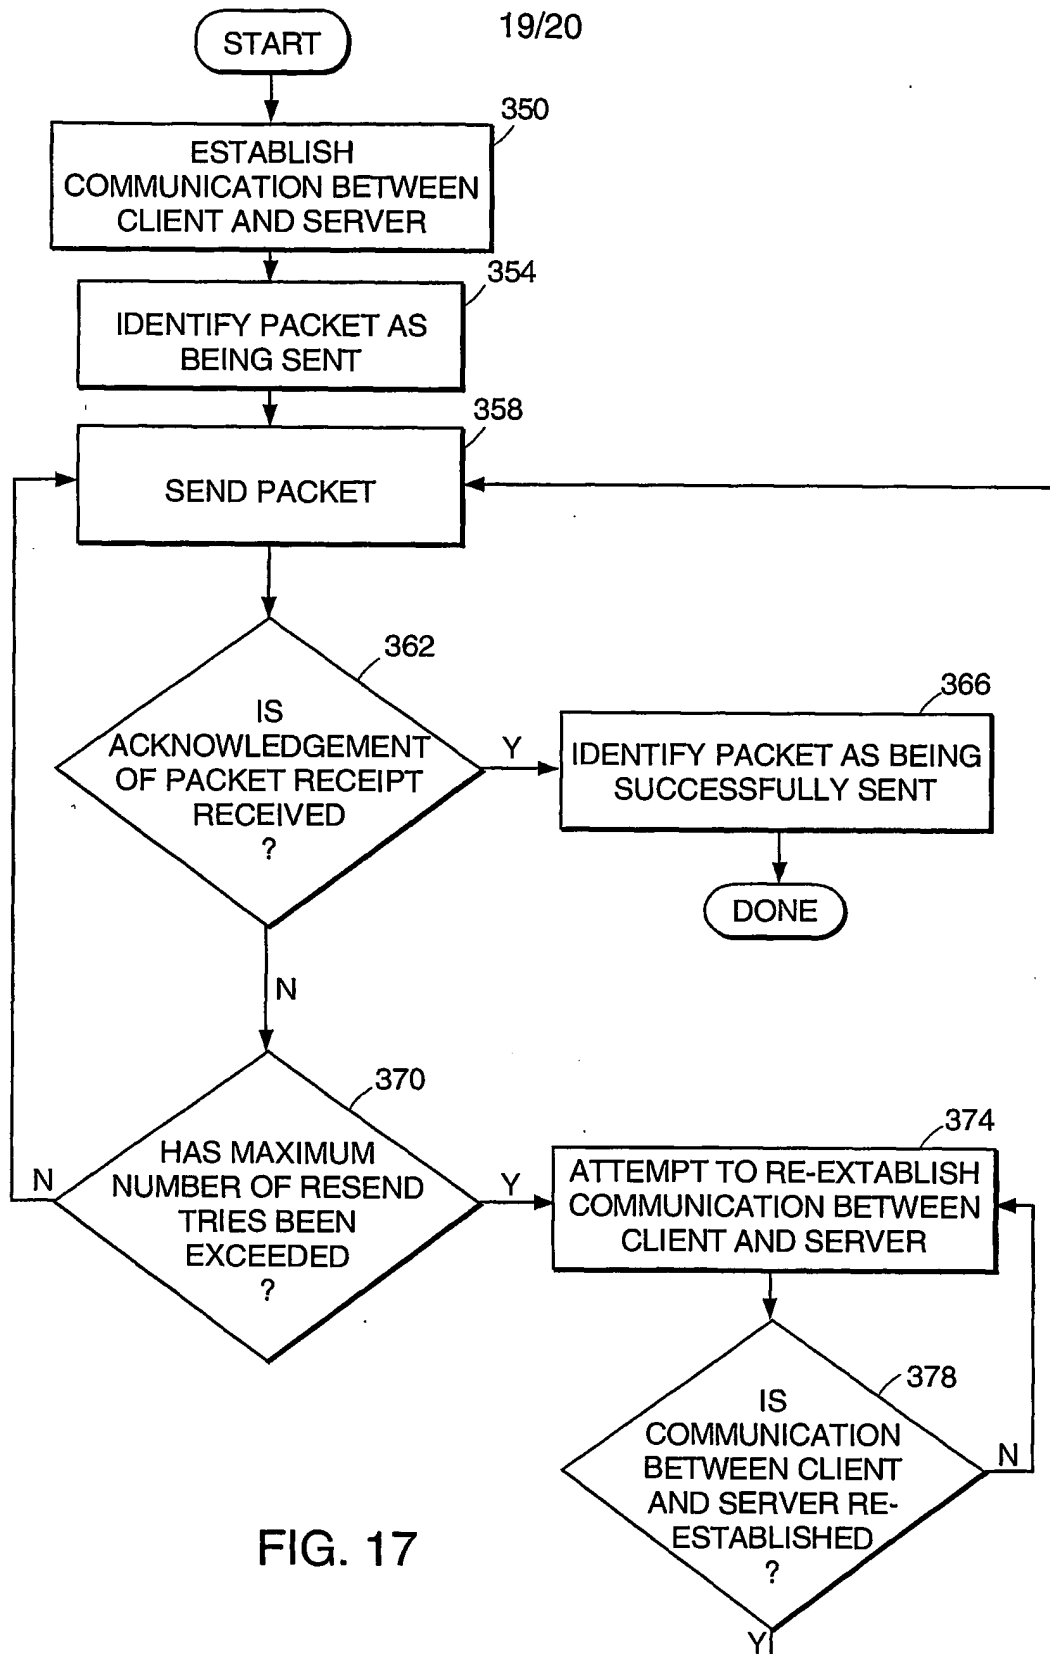 19/20
START
350
ESTABLISH
COMMUNICATION BETWEEN
CLIENT AND SERVER
354
IDENTIFY PACKET AS
BEING SENT
358
SEND PACKET
362
IS
ACKNOWLEDGEMENT
OF PACKET RECEIPT
RECEIVED
?
Y
366
IDENTIFY PACKET AS BEING
SUCCESSFULLY SENT
DONE
N
370
HAS MAXIMUM
NUMBER OF RESEND
TRIES BEEN
EXCEEDED
?
N
Y
374
ATTEMPT TO RE-EXTABLISH
COMMUNICATION BETWEEN
CLIENT AND SERVER
378
IS
COMMUNICATION
BETWEEN CLIENT
AND SERVER RE-
ESTABLISHED
?
N
Y
FIG. 17